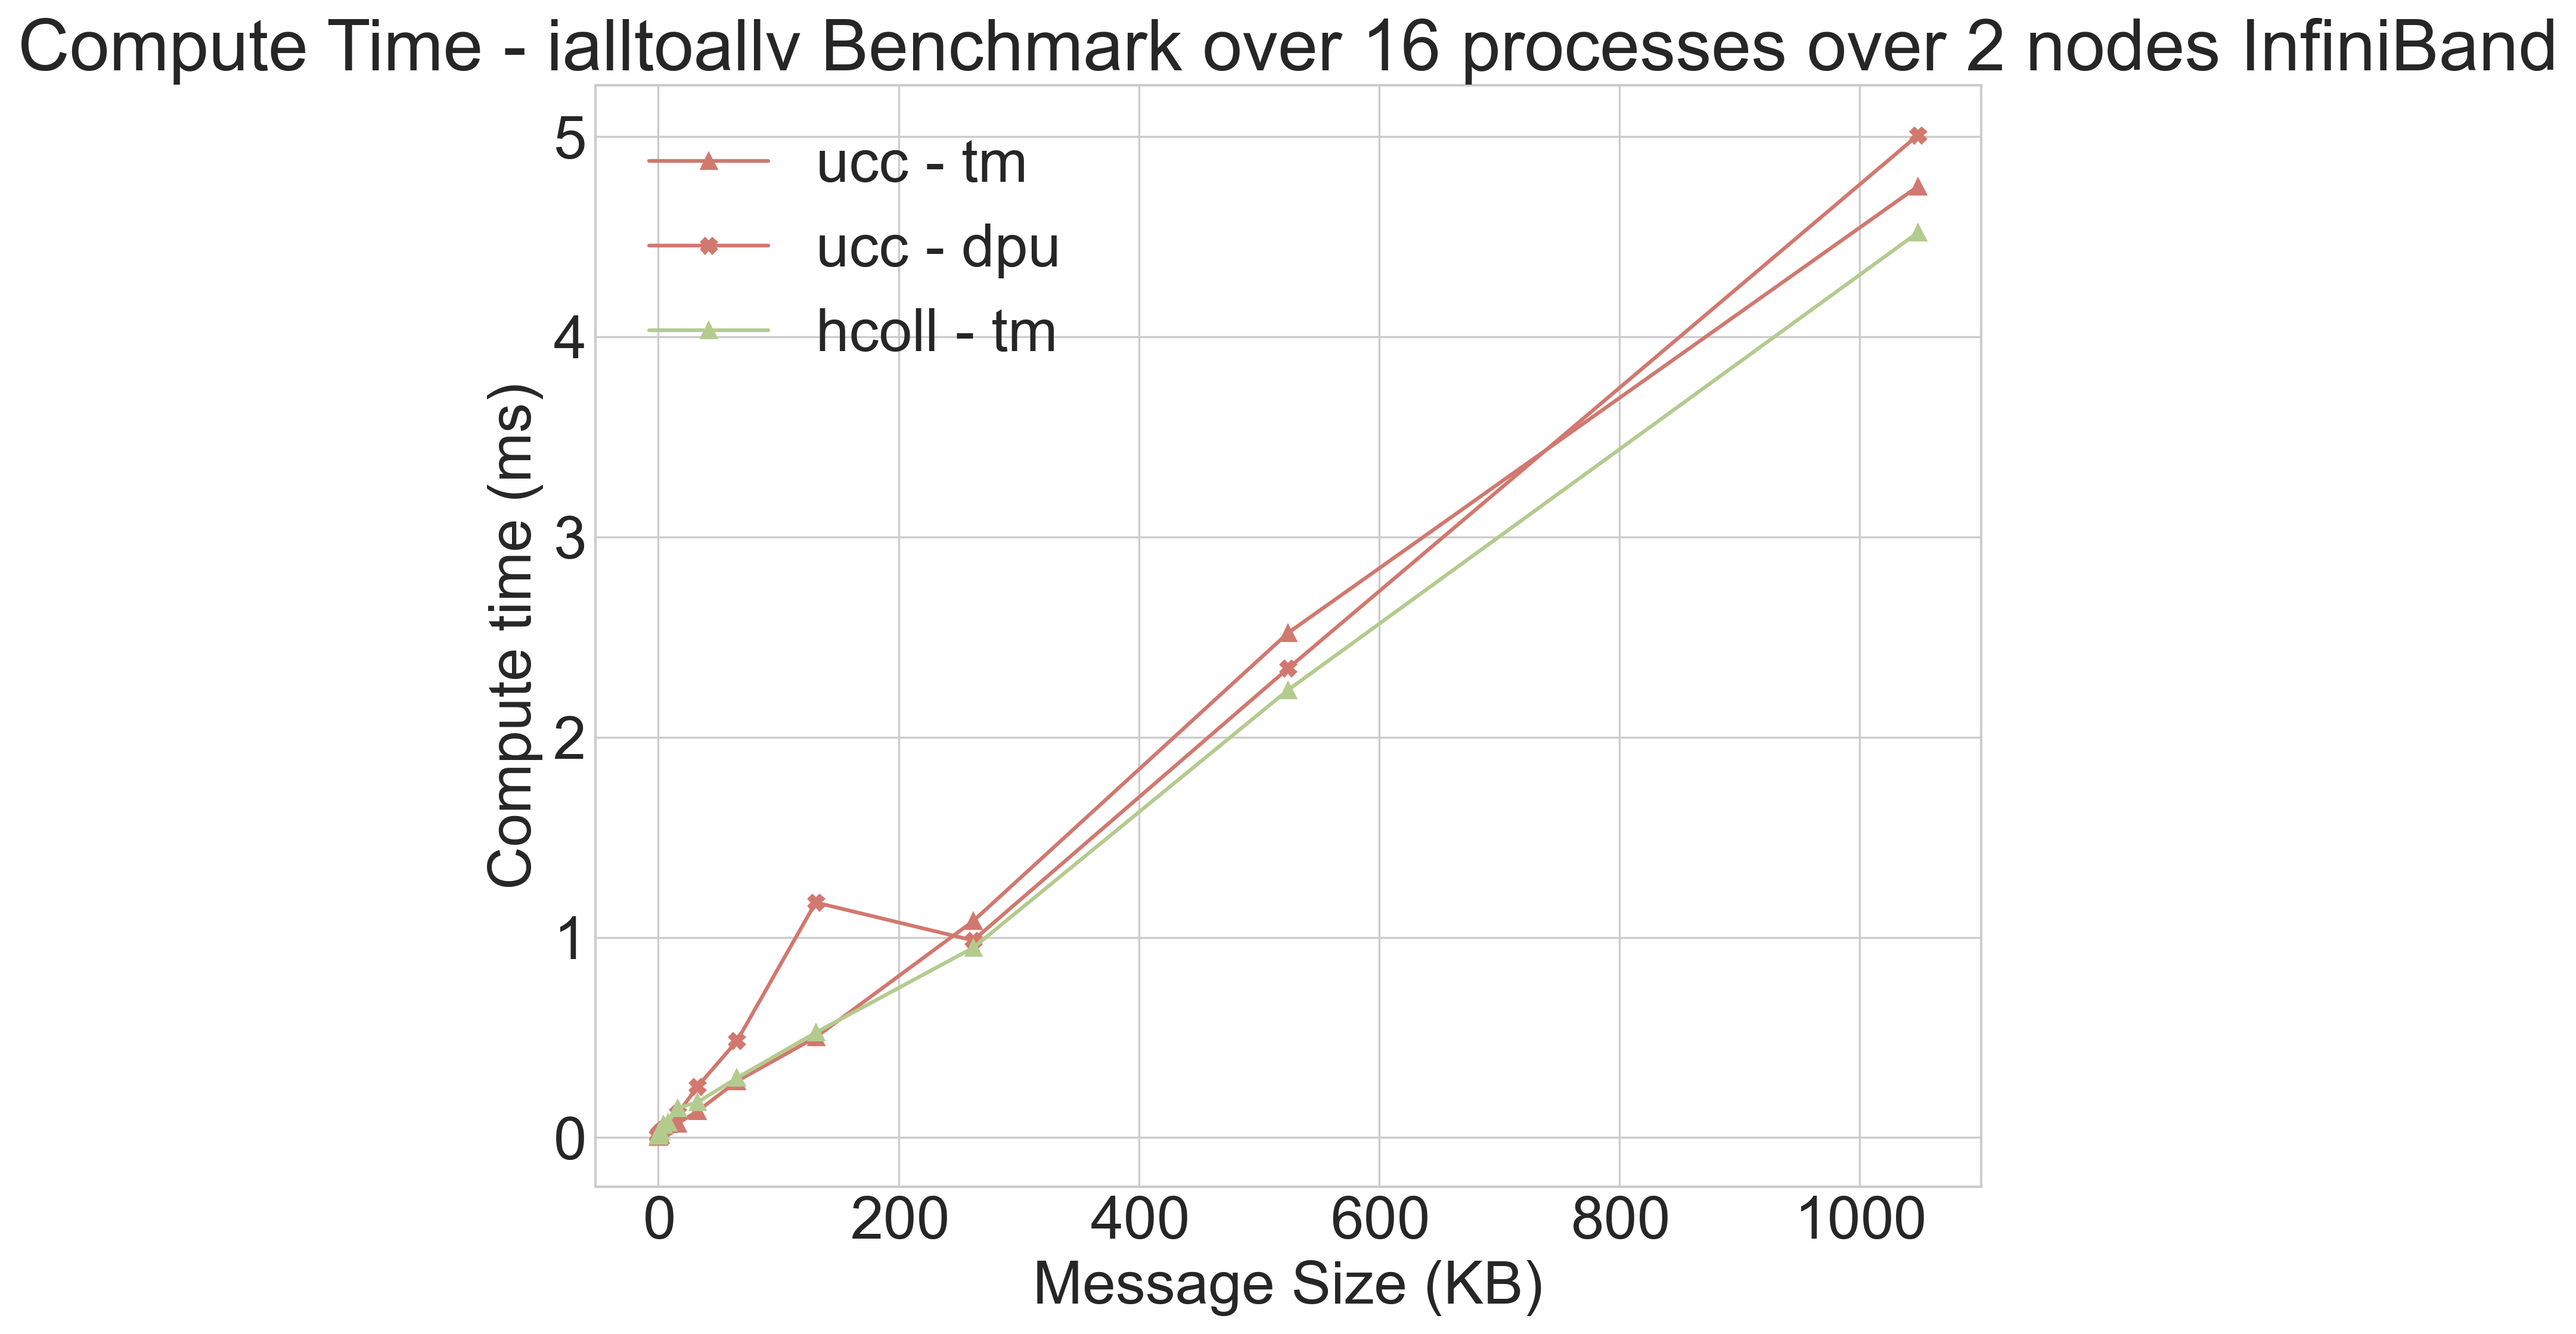 Compute Time - ialltoallv Benchmark over 16 processes over 2 nodes InfiniBand
ucc - tm
ucc - dpu
hcoll - tm
Compute time (ms)
5
4
3
2
1
0
0 200 400 600 800 1000
Message Size (KB)